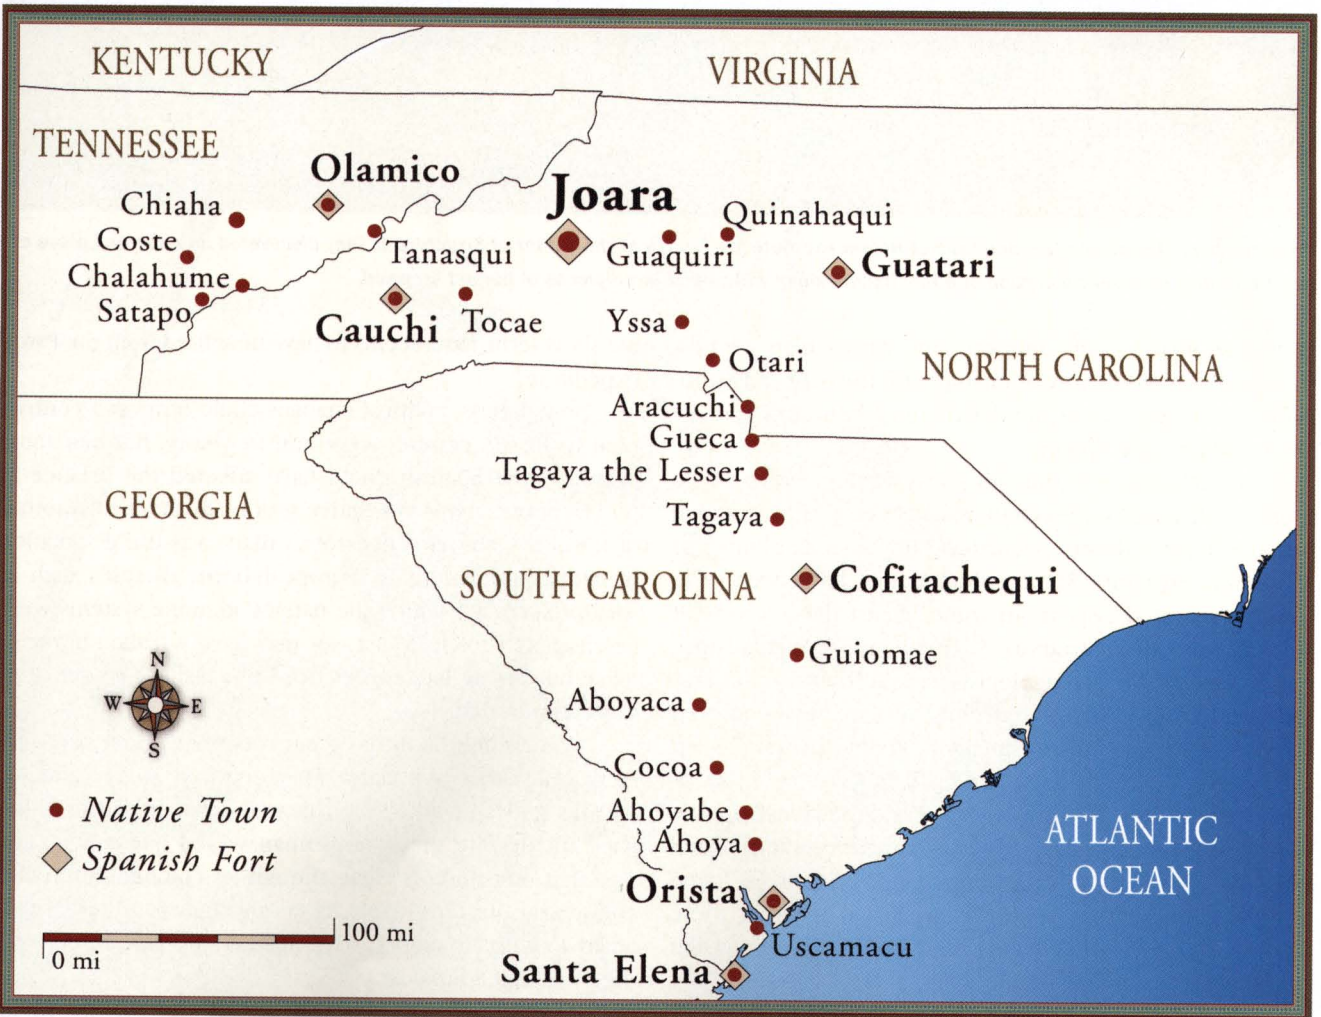 KENTUCKY
VIRGINIA
TENNESSEE
Olamico
Joara
Chiaha
Quinahaqui
Coste
Tanasqui
Guaquiri
Guatari
Chalahume
Satapo
Cauchi
Tocae
Yssa
Otari
NORTH CAROLINA
Aracuchi
Gueca
Tagaya the Lesser
GEORGIA
Tagaya
SOUTH CAROLINA
Cofitachequi
Guiomae
N
W
E
S
Aboyaca
Cocoa
Native Town
Ahoyabe
ATLANTIC
OCEAN
Spanish Fort
Ahoya
Orista
100 mi
0 mi
Uscamacu
Santa Elena